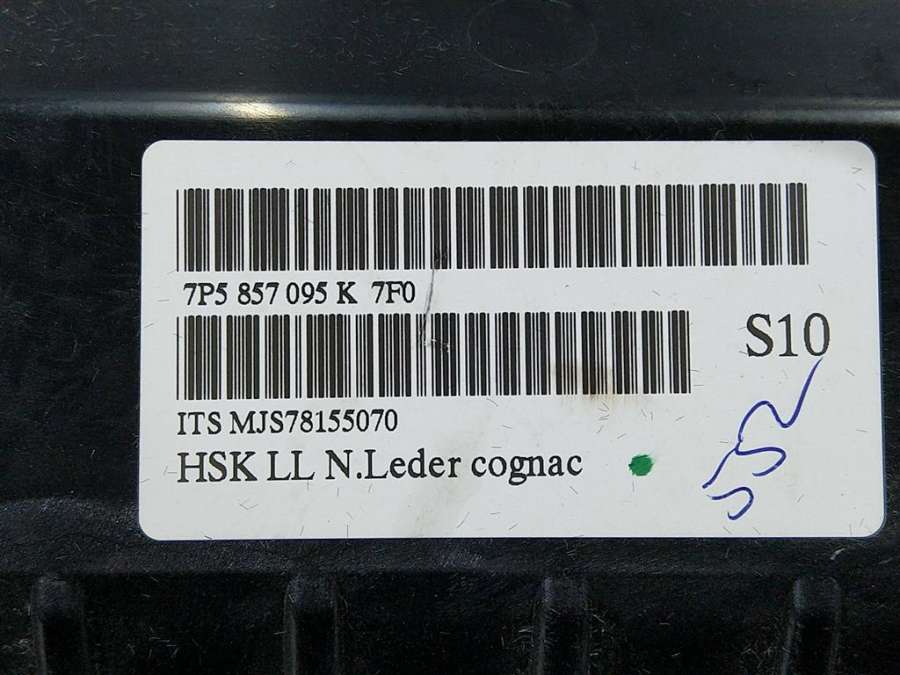 7P5 857 095 K 7F0
S10
ITS MJS78155070
HSK LL N.Leder cognac